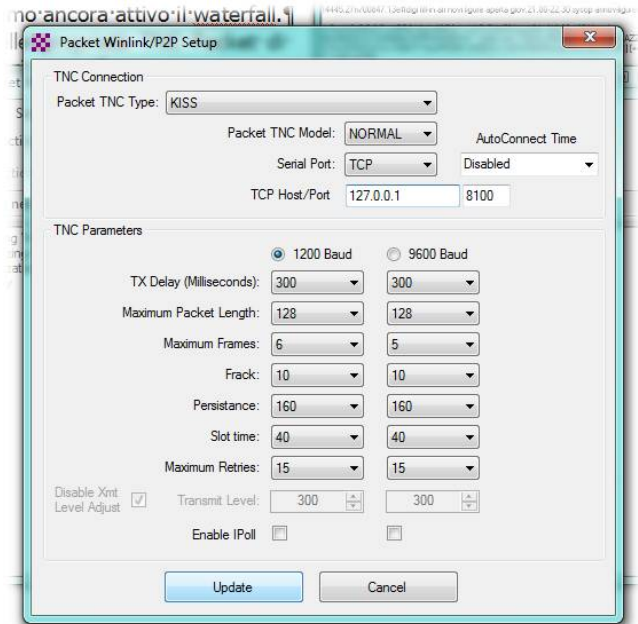 mo·ancora·attivo·il·waterfall.¶
Packet Winlink/P2P Setup
TNC Connection
Packet TNC Type: KISS
Packet TNC Model: NORMAL AutoConnect Time
Serial Port: TCP Disabled
TCP Host/Port 127.0.0.1 8100
TNC Parameters
1200 Baud 9600 Baud
TX Delay (Milliseconds): 300 300
Maximum Packet Length: 128 128
Maximum Frames: 6 5
Frack: 10 10
Persistance: 160 160
Slot time: 40 40
Maximum Retries: 15 15
Disable Xmt
Level Adjust Transmit Level: 300 300
Enable IPoll
Update Cancel